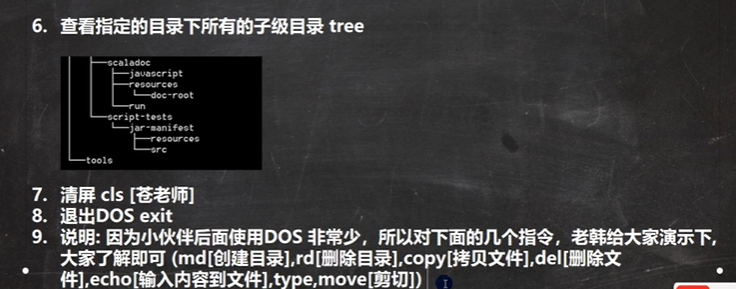 6. 查看指定的目录下所有的子级目录 tree
scaladoc
javascript
resources
doc-root
run
script-tests
jar-manifest
resources
src
tools
7. 清屏 cls [苍老师]
8. 退出DOS exit
9. 说明: 因为小伙伴后面使用DOS 非常少，所以对下面的几个指令，老韩给大家演示下,
大家了解即可 (md[创建目录],rd[删除目录],copy[拷贝文件],del[删除文
件],echo[输入内容到文件],type,move[剪切])